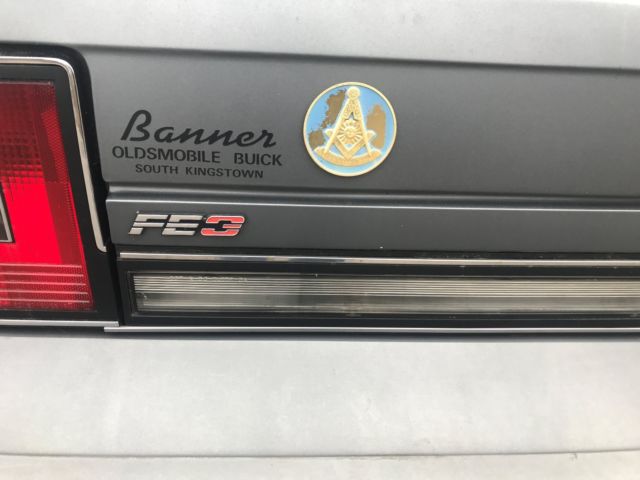 Banner
OLDSMOBILE BUICK
SOUTH KINGSTOWN
FE3